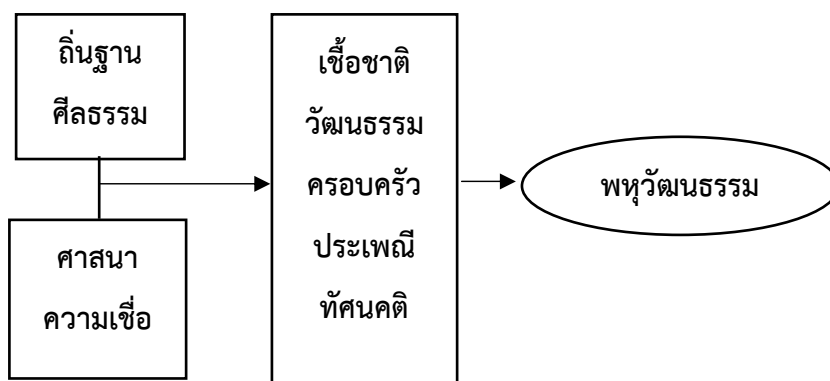 ถิ่นฐาน
ศีลธรรม
ศาสนา
ความเชื่อ
เชื้อชาติ
วัฒนธรรม
ครอบครัว
ประเพณี
ทัศนคติ
พหุวัฒนธรรม